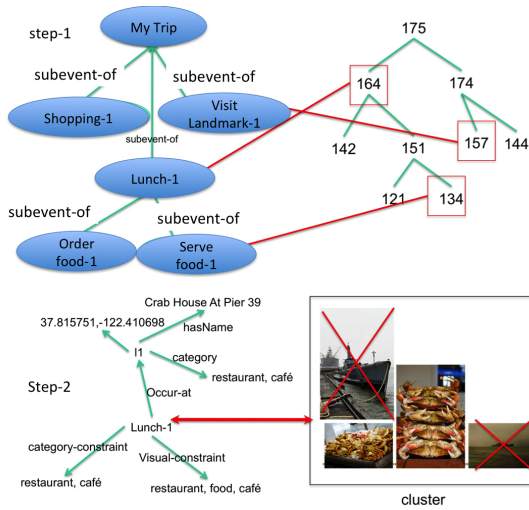 step-1
My Trip
175
subevent-of
subevent-of
164
174
Shopping-1
Visit
Landmark-1
subevent-of
142
151
157
144
Lunch-1
121
134
subevent-of
subevent-of
Order
food-1
Serve
food-1
Crab House At Pier 39
37.815751,-122.410698
hasName
l1
category
Step-2
restaurant, café
Occur-at
Lunch-1
category-constraint
Visual-constraint
restaurant, café
restaurant, food, café
cluster